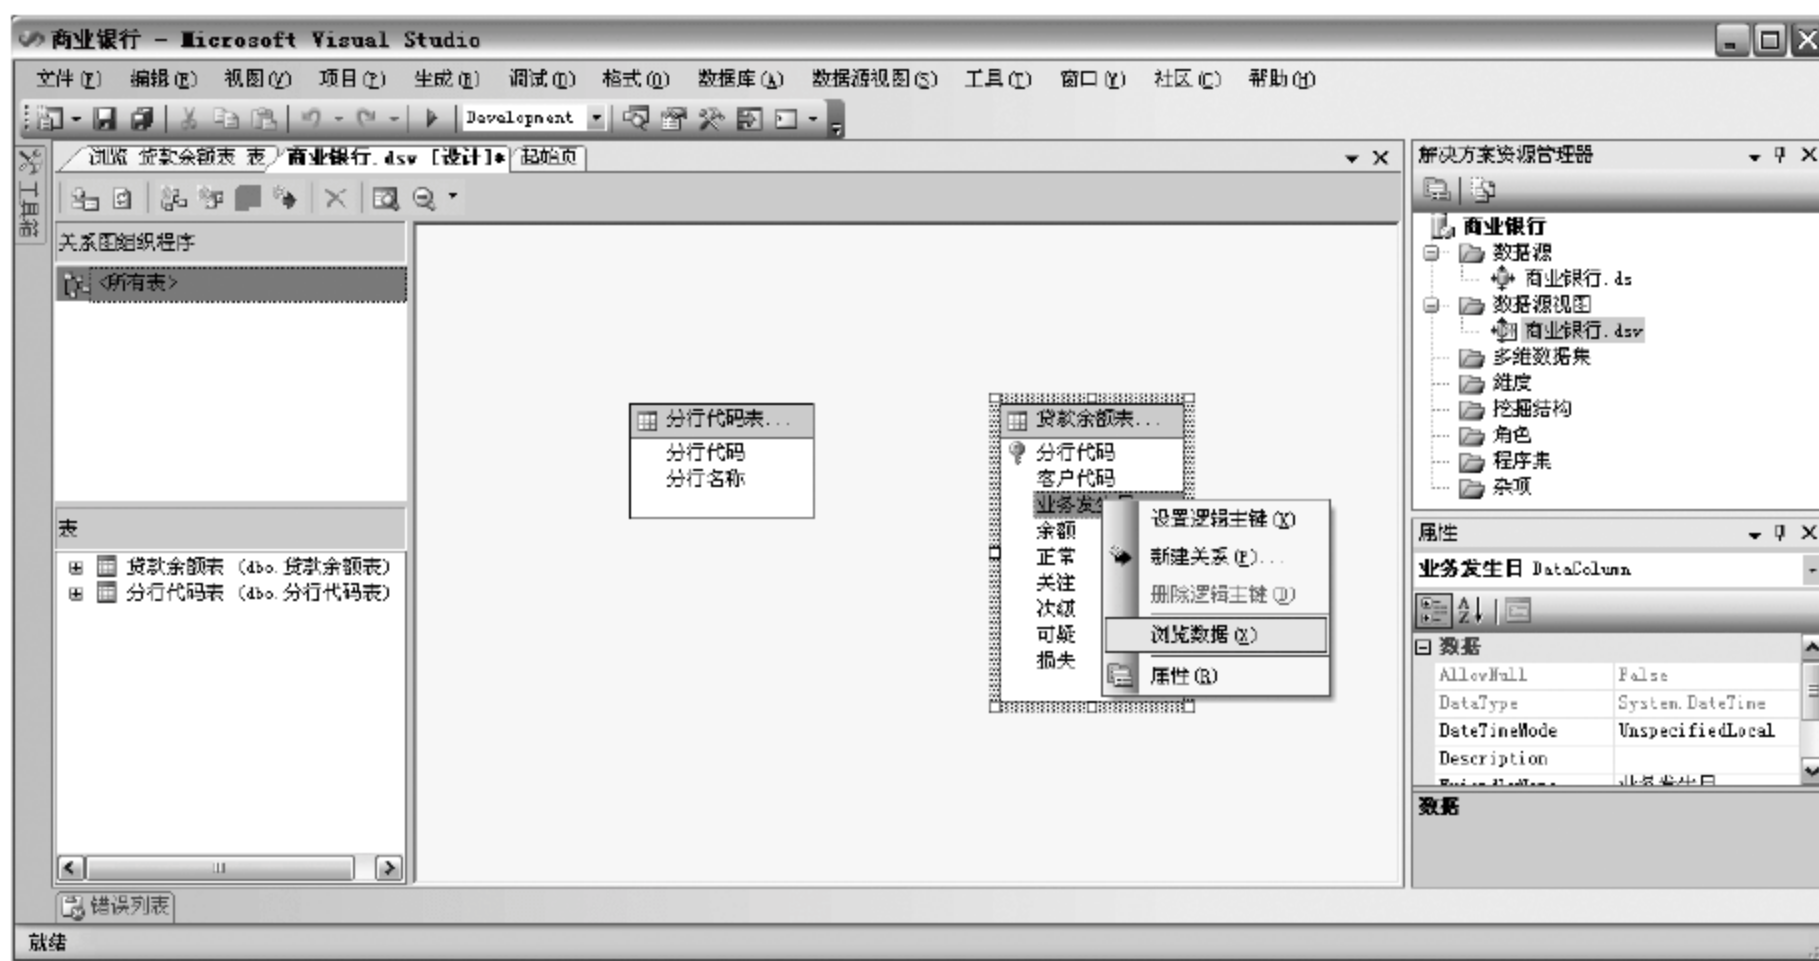 商业银行 - Microsoft Visual Studio
文件(F) 编辑(E) 视图(V) 项目(P) 生成(B) 调试(D) 格式(O) 数据库(A) 数据源视图(S) 工具(T) 窗口(W) 社区(C) 帮助(H)
Development
工具箱
浏览 贷款余额表 表 商业银行.dsv [设计]* 起始页
关系图组织程序
<所有表>
表
贷款余额表 (dbo.贷款余额表)
分行代码表 (dbo.分行代码表)
分行代码表...
分行代码
分行名称
贷款余额表...
分行代码
客户代码
业务发生日
余额
正常
关注
次级
可疑
损失
设置逻辑主键(K)
新建关系(R)...
删除逻辑主键(D)
浏览数据(X)
属性(R)
解决方案资源管理器
商业银行
数据源
商业银行.ds
数据源视图
商业银行.dsv
多维数据集
维度
挖掘结构
角色
程序集
杂项
属性
业务发生日 DataColumn
数据
AllowNull False
DataType System.DateTime
DateTimeMode UnspecifiedLocal
Description
FriendlyName 业务发生日
数据
错误列表
就绪